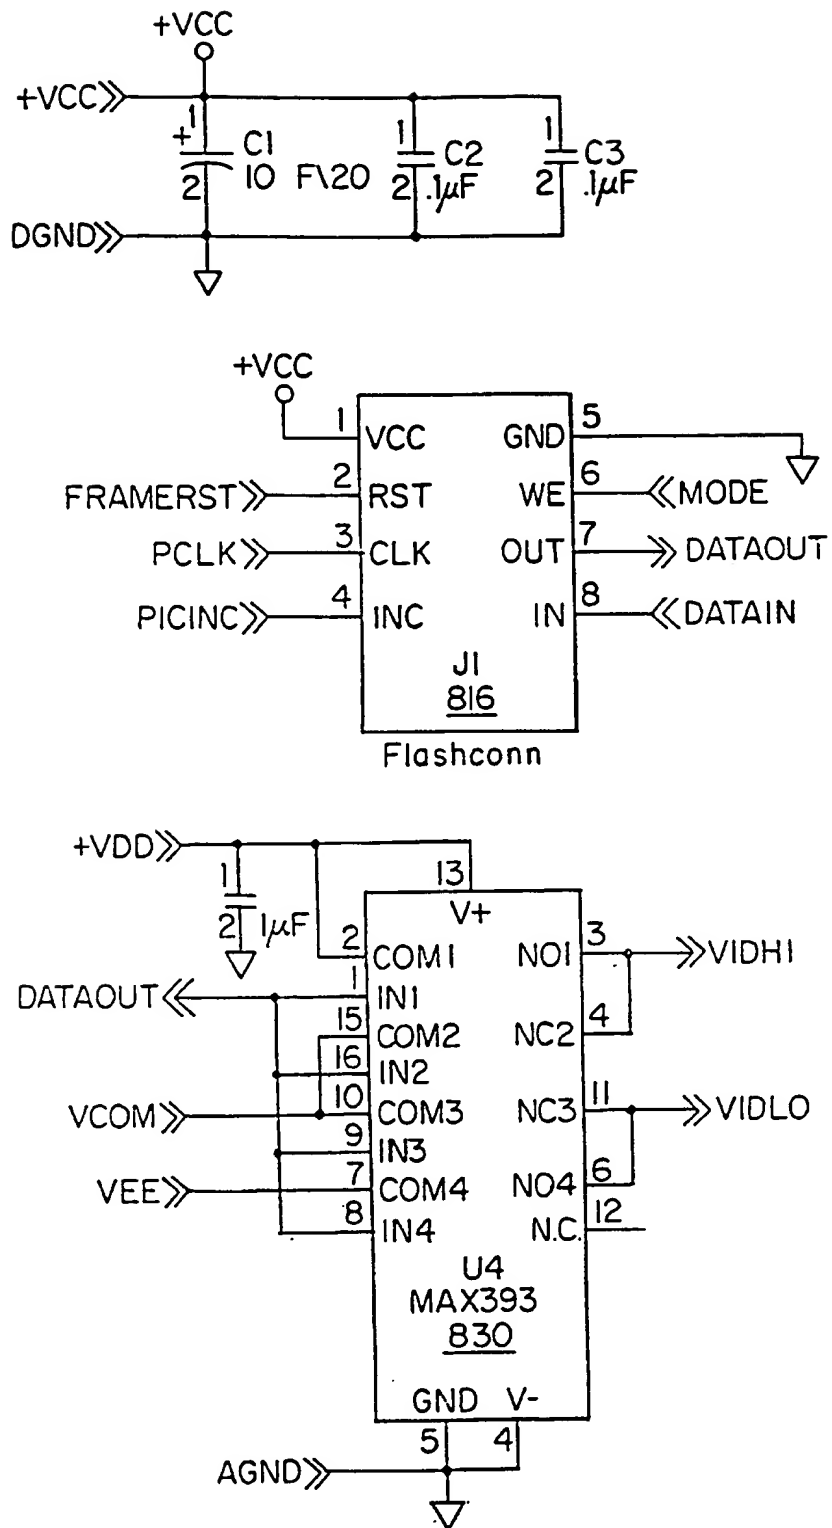 +VCC
+VCC
1
+
C1
10 F\20
2
1
C2
.1µF
2
1
C3
.1µF
2
DGND
+VCC
1 VCC
GND 5
FRAMERST 2 RST
WE 6 MODE
PCLK 3 CLK
OUT 7 DATAOUT
PICINC 4 INC
IN 8 DATAIN
J1
816
Flashconn
+VDD
1
2 1µF
13
V+
2 COM1
NO1 3 VIDHI
DATAOUT 1 IN1
15 COM2
NC2 4
16 IN2
VCOM 10 COM3
NC3 11 VIDLO
9 IN3
VEE 7 COM4
NO4 6
8 IN4
N.C. 12
U4
MAX393
830
GND V-
5 4
AGND